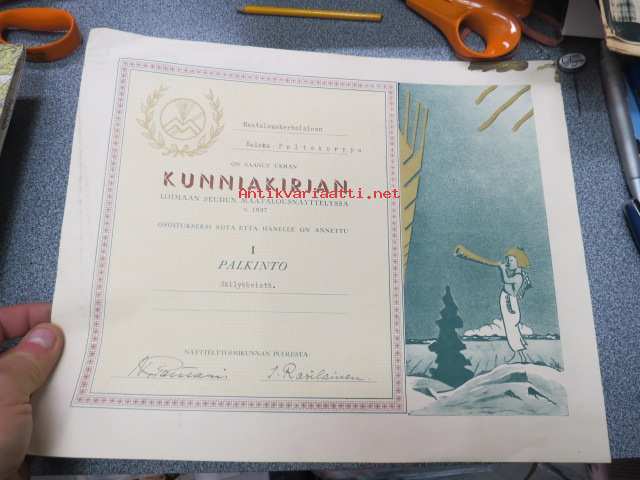 Maatalouskerholainen
ON SAANUT TÄMÄN
KUNNIAKIRJAN
LOIMAAN SEUDUN MAATALOUSNÄYTTELYSSÄ
v. 1937
OSOITUKSEKSI SIITÄ ETTÄ HÄNELLE ON ANNETTU
I
PALKINTO
Säilykkeistä.
NÄYTTELYTOIMIKUNNAN PUOLESTA
Antikvariaatti.net